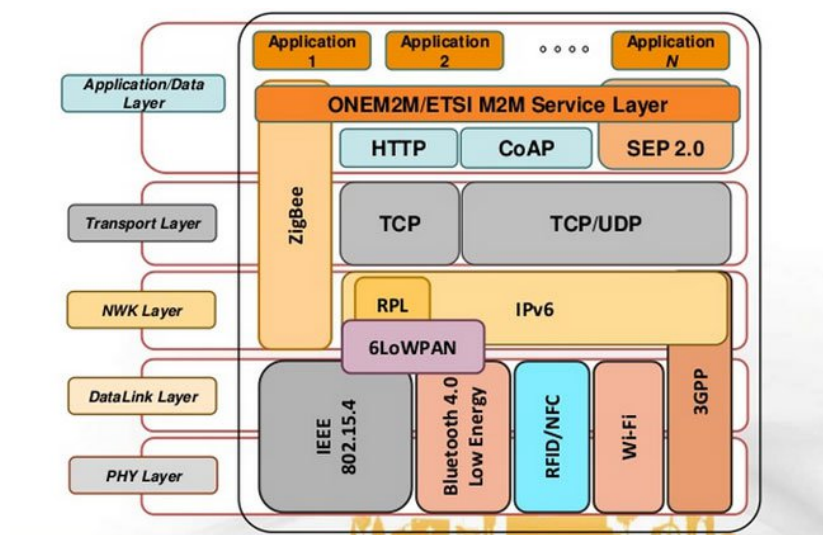 Application
1
Application
2
Application
N
Application/Data
Layer
ONEM2M/ETSI M2M Service Layer
HTTP
CoAP
SEP 2.0
ZigBee
Transport Layer
TCP
TCP/UDP
NWK Layer
RPL
IPv6
6LoWPAN
DataLink Layer
IEEE
802.15.4
Bluetooth 4.0
Low Energy
RFID/NFC
Wi-Fi
3GPP
PHY Layer